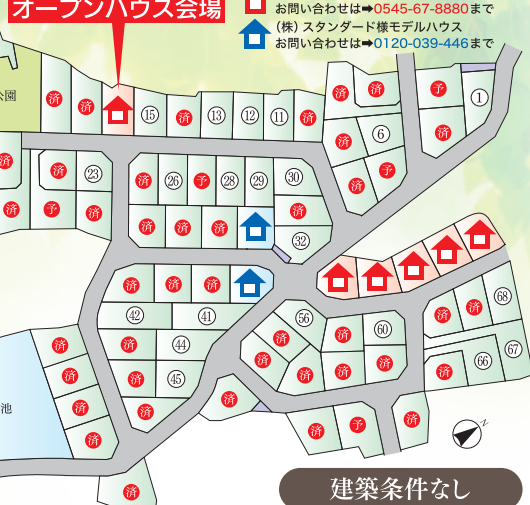 オープンハウス会場
お問い合わせは➡0545-67-8880まで
(株)スタンダード様モデルハウス
お問い合わせは➡0120-039-446まで
公園
済 済 15 済 13 12 11 済
済 済 予 1
済 6 済
済 予
済 済 23 済 26 予 28 29 30
済 予 済 済 済 済 済
32
済 済 済
42 41
済 44
済 45
済
済 済 済 済
池
済
56 済 60
済 済
済 済 済
済 済 68
済 66 67
済 予 済
済
N
建築条件なし